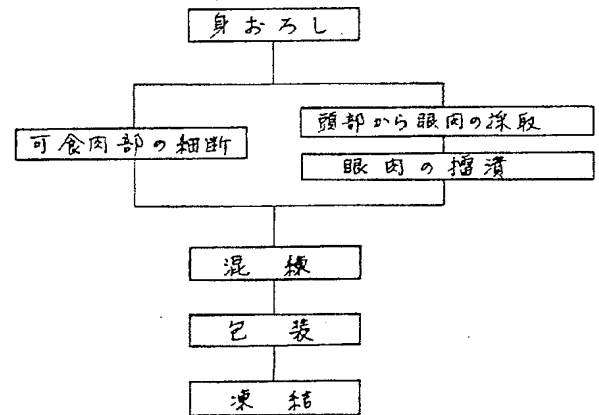 身おろし
可食肉部の細断
頭部から眼肉の採取
眼肉の擂潰
混練
包装
凍結